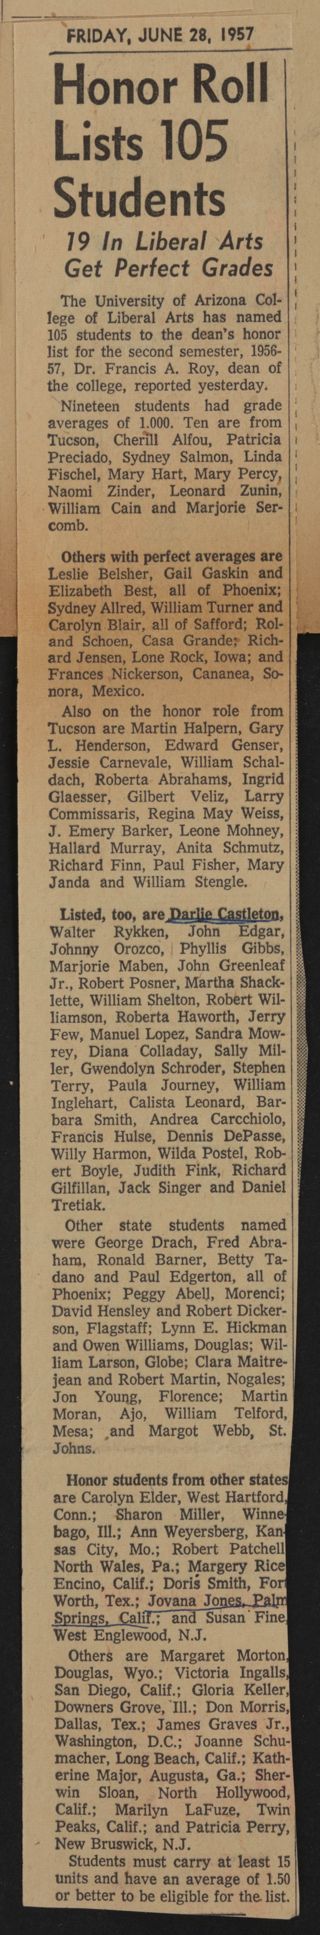 FRIDAY, JUNE 28, 1957
Honor Roll
Lists 105
Students
19 In Liberal Arts
Get Perfect Grades
The University of Arizona Col-
lege of Liberal Arts has named
105 students to the dean's honor
list for the second semester, 1956-
57, Dr. Francis A. Roy, dean of
the college, reported yesterday.
Nineteen students had grade
averages of 1.000. Ten are from
Tucson, Cherill Alfou, Patricia
Preciado, Sydney Salmon, Linda
Fischel, Mary Hart, Mary Percy,
Naomi Zinder, Leonard Zunin,
William Cain and Marjorie Ser-
comb.
Others with perfect averages are
Leslie Belsher, Gail Gaskin and
Elizabeth Best, all of Phoenix;
Sydney Allred, William Turner and
Carolyn Blair, all of Safford; Rol-
and Schoen, Casa Grande; Rich-
ard Jensen, Lone Rock, Iowa; and
Frances Nickerson, Cananea, So-
nora, Mexico.
Also on the honor role from
Tucson are Martin Halpern, Gary
L. Henderson, Edward Genser,
Jessie Carnevale, William Schal-
dach, Roberta Abrahams, Ingrid
Glaesser, Gilbert Veliz, Larry
Commissaris, Regina May Weiss,
J. Emery Barker, Leone Mohney,
Hallard Murray, Anita Schmutz,
Richard Finn, Paul Fisher, Mary
Janda and William Stengle.
Listed, too, are Darlie Castleton,
Walter Rykken, John Edgar,
Johnny Orozco, Phyllis Gibbs,
Marjorie Maben, John Greenleaf
Jr., Robert Posner, Martha Shack-
lette, William Shelton, Robert Wil-
liamson, Roberta Haworth, Jerry
Few, Manuel Lopez, Sandra Mow-
rey, Diana Colladay, Sally Mil-
ler, Gwendolyn Schroder, Stephen
Terry, Paula Journey, William
Inglehart, Calista Leonard, Bar-
bara Smith, Andrea Carcchiolo,
Francis Hulse, Dennis DePasse,
Willy Harmon, Wilda Postel, Rob-
ert Boyle, Judith Fink, Richard
Gilfillan, Jack Singer and Daniel
Tretiak.
Other state students named
were George Drach, Fred Abra-
ham, Ronald Barner, Betty Ta-
dano and Paul Edgerton, all of
Phoenix; Peggy Abell, Morenci;
David Hensley and Robert Dicker-
son, Flagstaff; Lynn E. Hickman
and Owen Williams, Douglas; Wil-
liam Larson, Globe; Clara Maitre-
jean and Robert Martin, Nogales;
Jon Young, Florence; Martin
Moran, Ajo, William Telford,
Mesa; and Margot Webb, St.
Johns.
Honor students from other states
are Carolyn Elder, West Hartford,
Conn.; Sharon Miller, Winne-
bago, Ill.; Ann Weyersberg, Kan-
sas City, Mo.; Robert Patchell
North Wales, Pa.; Margery Rice
Encino, Calif.; Doris Smith, Fort
Worth, Tex.; Jovana Jones, Palm
Springs, Calif.; and Susan Fine,
West Englewood, N.J.
Others are Margaret Morton,
Douglas, Wyo.; Victoria Ingalls,
San Diego, Calif.; Gloria Keller,
Downers Grove, Ill.; Don Morris,
Dallas, Tex.; James Graves Jr.,
Washington, D.C.; Joanne Schu-
macher, Long Beach, Calif.; Kath-
erine Major, Augusta, Ga.; Sher-
win Sloan, North Hollywood,
Calif.; Marilyn LaFuze, Twin
Peaks, Calif.; and Patricia Perry,
New Bruswick, N.J.
Students must carry at least 15
units and have an average of 1.50
or better to be eligible for the list.